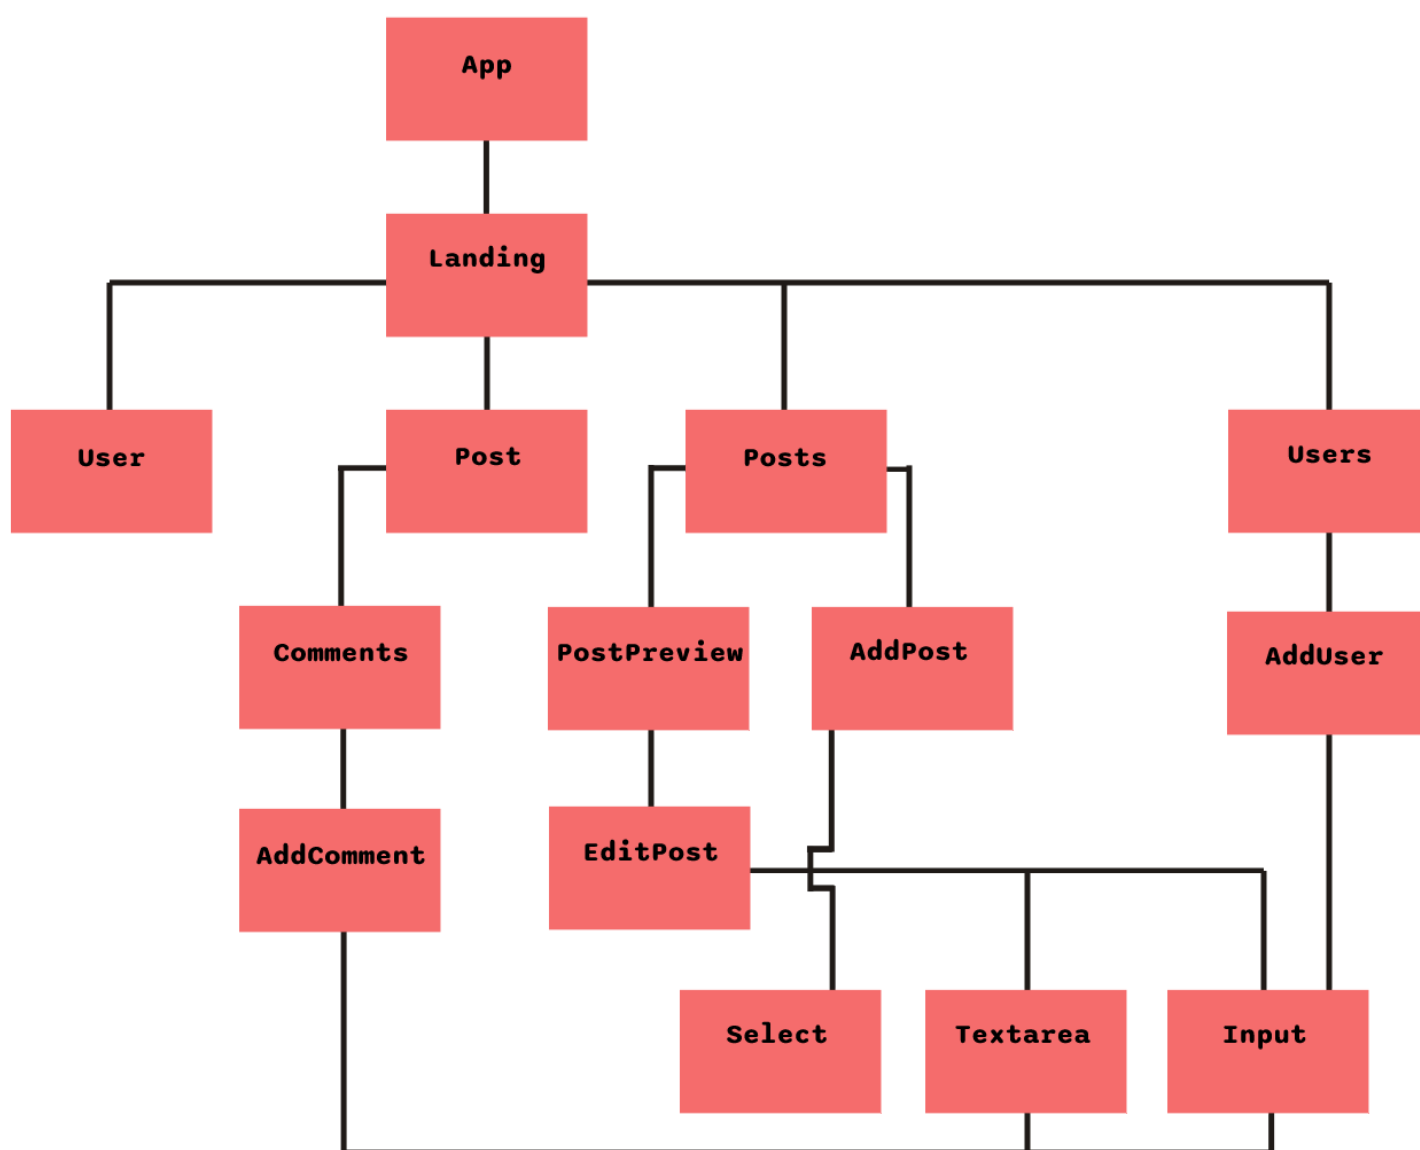 App
Landing
User
Post
Posts
Users
Comments
PostPreview
AddPost
AddUser
AddComment
EditPost
Select
Textarea
Input